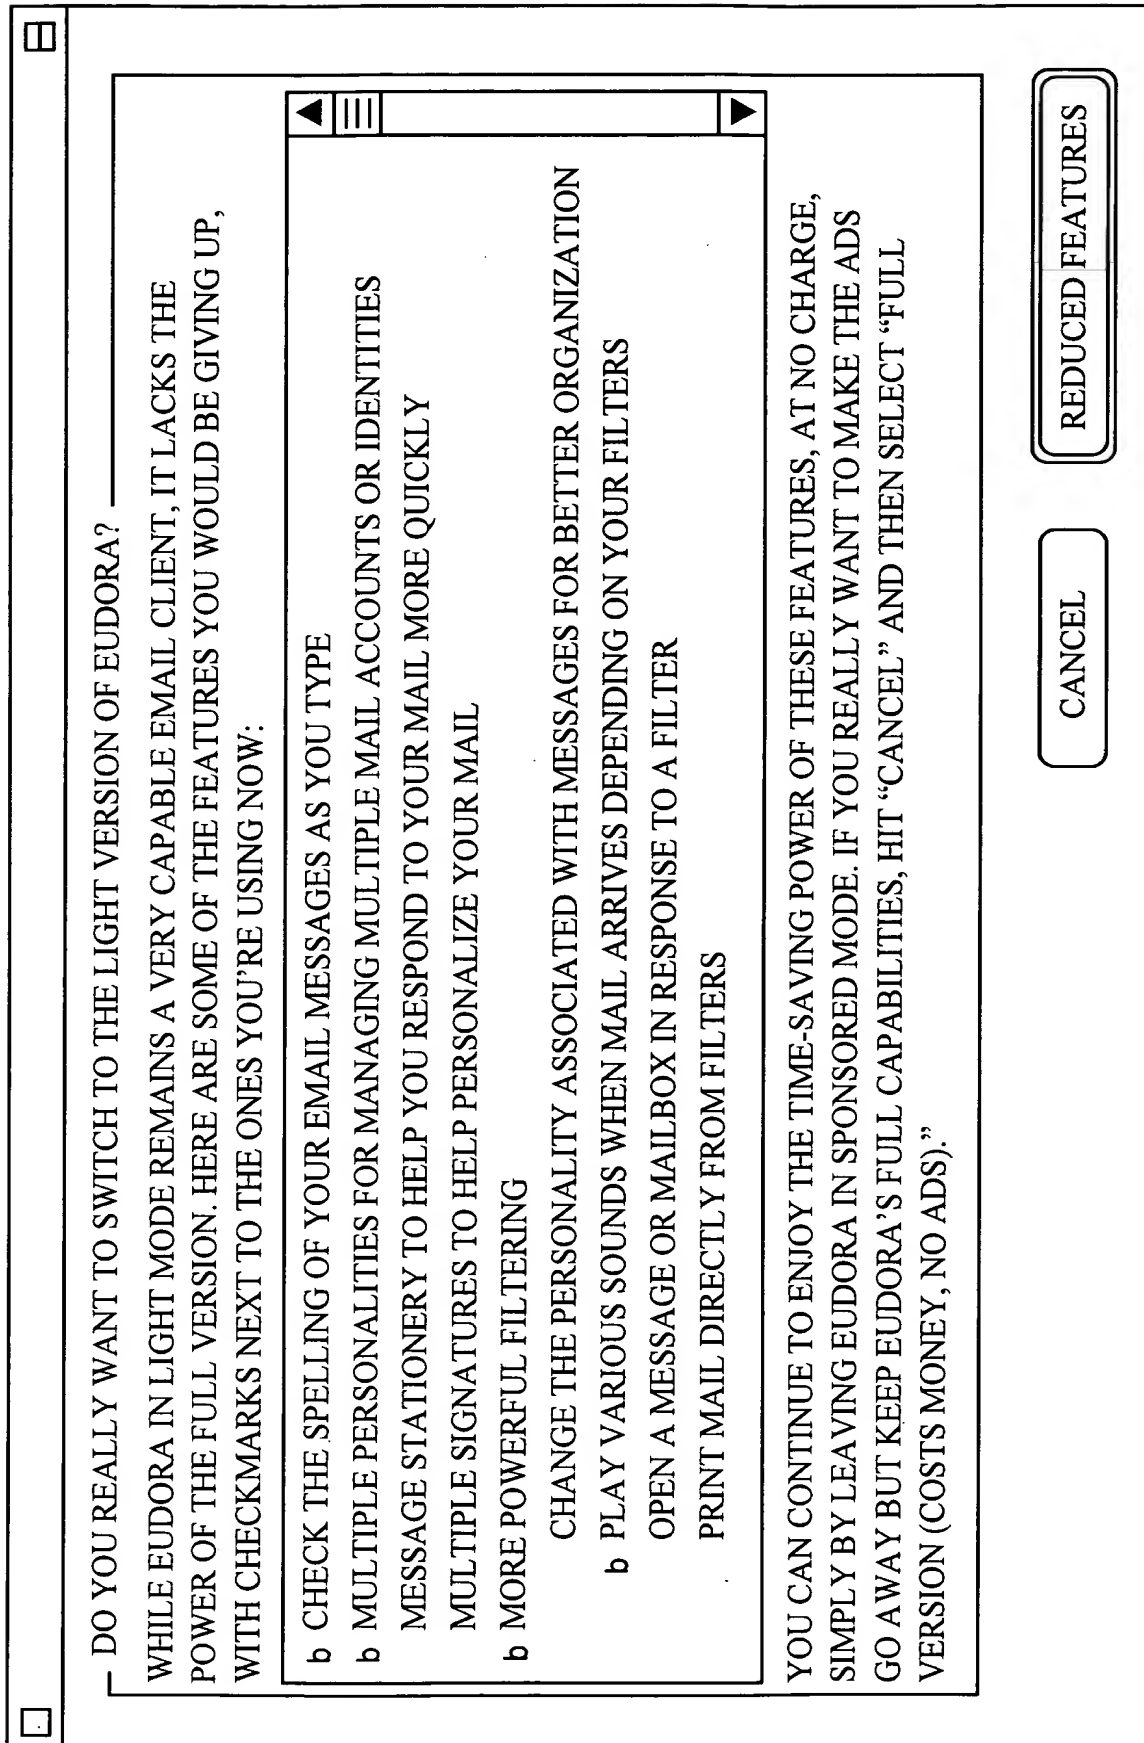 DO YOU REALLY WANT TO SWITCH TO THE LIGHT VERSION OF EUDORA?
WHILE EUDORA IN LIGHT MODE REMAINS A VERY CAPABLE EMAIL CLIENT, IT LACKS THE
POWER OF THE FULL VERSION. HERE ARE SOME OF THE FEATURES YOU WOULD BE GIVING UP,
WITH CHECKMARKS NEXT TO THE ONES YOU'RE USING NOW:
b CHECK THE SPELLING OF YOUR EMAIL MESSAGES AS YOU TYPE
b MULTIPLE PERSONALITIES FOR MANAGING MULTIPLE MAIL ACCOUNTS OR IDENTITIES
MESSAGE STATIONERY TO HELP YOU RESPOND TO YOUR MAIL MORE QUICKLY
MULTIPLE SIGNATURES TO HELP PERSONALIZE YOUR MAIL
b MORE POWERFUL FILTERING
CHANGE THE PERSONALITY ASSOCIATED WITH MESSAGES FOR BETTER ORGANIZATION
b PLAY VARIOUS SOUNDS WHEN MAIL ARRIVES DEPENDING ON YOUR FILTERS
OPEN A MESSAGE OR MAILBOX IN RESPONSE TO A FILTER
PRINT MAIL DIRECTLY FROM FILTERS
YOU CAN CONTINUE TO ENJOY THE TIME-SAVING POWER OF THESE FEATURES, AT NO CHARGE,
SIMPLY BY LEAVING EUDORA IN SPONSORED MODE. IF YOU REALLY WANT TO MAKE THE ADS
GO AWAY BUT KEEP EUDORA'S FULL CAPABILITIES, HIT “CANCEL” AND THEN SELECT “FULL
VERSION (COSTS MONEY, NO ADS).”
CANCEL
REDUCED FEATURES